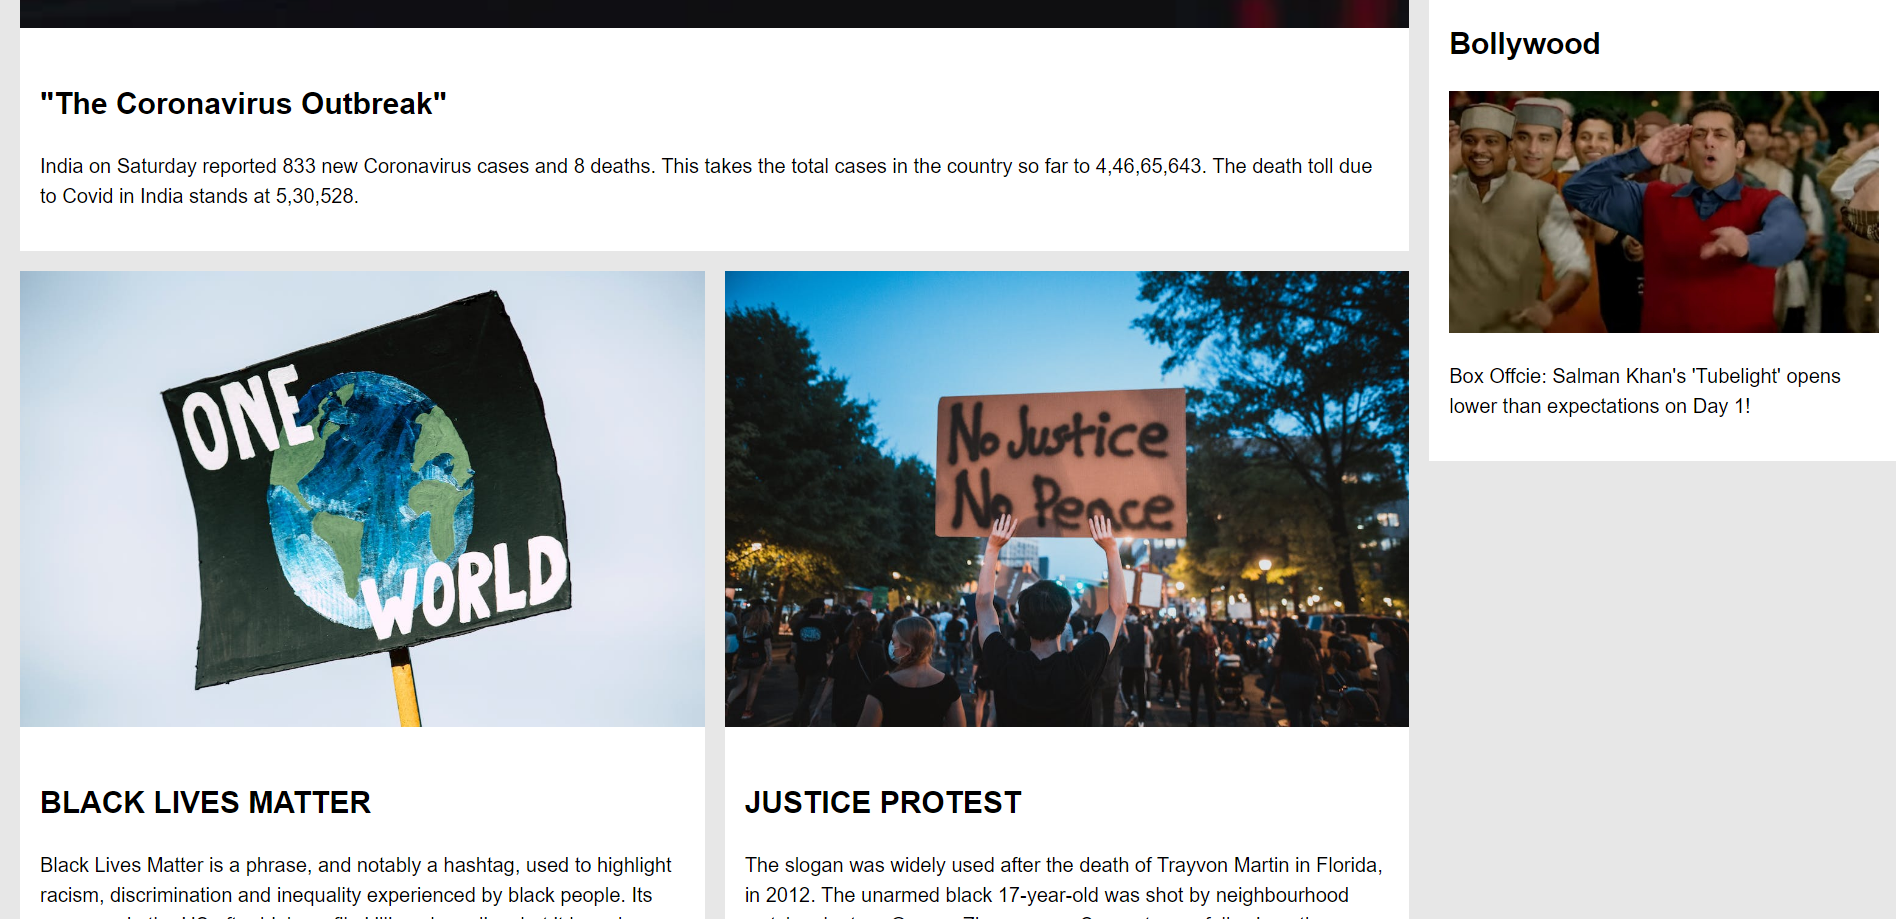 "The Coronavirus Outbreak"
India on Saturday reported 833 new Coronavirus cases and 8 deaths. This takes the total cases in the country so far to 4,46,65,643. The death toll due
to Covid in India stands at 5,30,528.
ONE
WORLD
No Justice
No Peace
BLACK LIVES MATTER
Black Lives Matter is a phrase, and notably a hashtag, used to highlight
racism, discrimination and inequality experienced by black people. Its
JUSTICE PROTEST
The slogan was widely used after the death of Trayvon Martin in Florida,
in 2012. The unarmed black 17-year-old was shot by neighbourhood
Bollywood
Box Offcie: Salman Khan's 'Tubelight' opens
lower than expectations on Day 1!